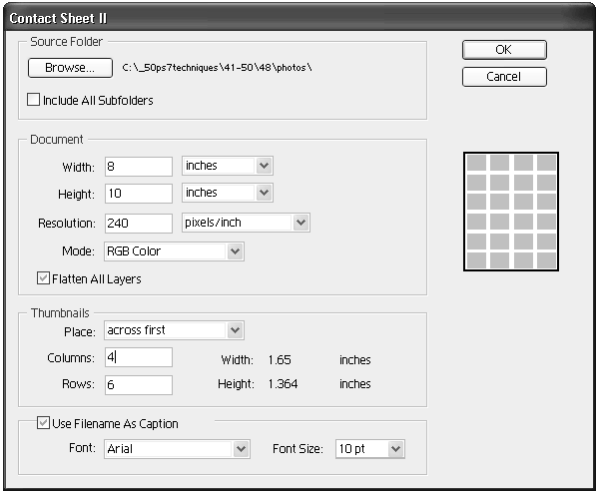 Contact Sheet II
Source Folder
Browse... C:\_50ps7techniques\41-50\48\photos\
Include All Subfolders
OK
Cancel
Document
Width: 8 inches
Height: 10 inches
Resolution: 240 pixels/inch
Mode: RGB Color
Flatten All Layers
Thumbnails
Place: across first
Columns: 4 Width: 1.65 inches
Rows: 6 Height: 1.364 inches
Use Filename As Caption
Font: Arial Font Size: 10 pt